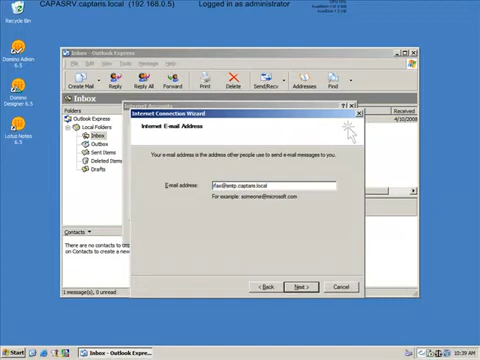 CAPASRV.captaris.local (192.168.0.5) Logged in as administrator
Recycle Bin
Domino Admin
6.5
Domino
Designer 6.5
Lotus Notes
6.5
Inbox - Outlook Express
File Edit View Tools Message Help
Create Mail Reply Reply All Forward Print Delete Send/Recv Addresses Find
Inbox
Folders
Outlook Express
Local Folders
Inbox
Outbox
Sent Items
Deleted Items
Drafts
Internet Accounts
Received
4/10/2008
Internet Connection Wizard
Internet E-mail Address
Your e-mail address is the address other people use to send e-mail messages to you.
E-mail address:
rfax@smtp.captaris.local
For example: someone@microsoft.com
< Back Next > Cancel
Contacts
There are no contacts to
on Contacts to create a new
1 message(s), 0 unread
Start
Inbox - Outlook Expre...
10:39 AM